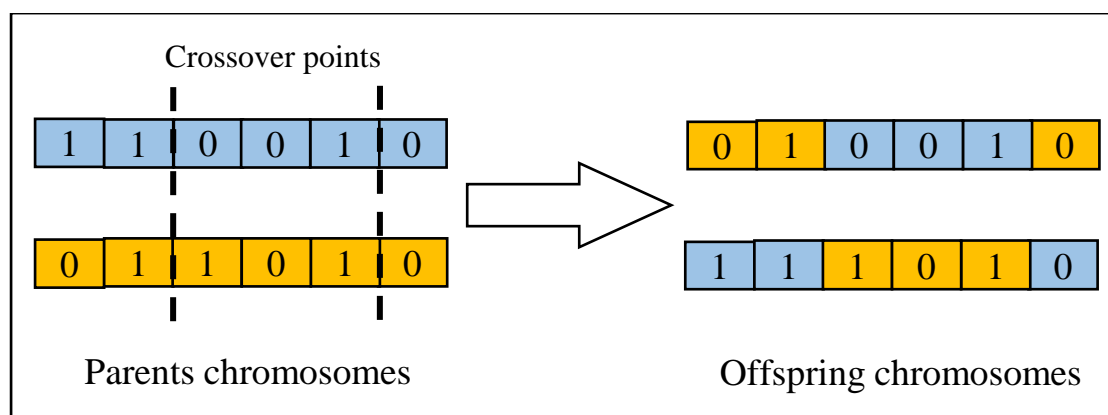 Crossover points
1 1 0 0 1 0
0 1 0 0 1 0
0 1 1 0 1 0
1 1 1 0 1 0
Parents chromosomes
Offspring chromosomes